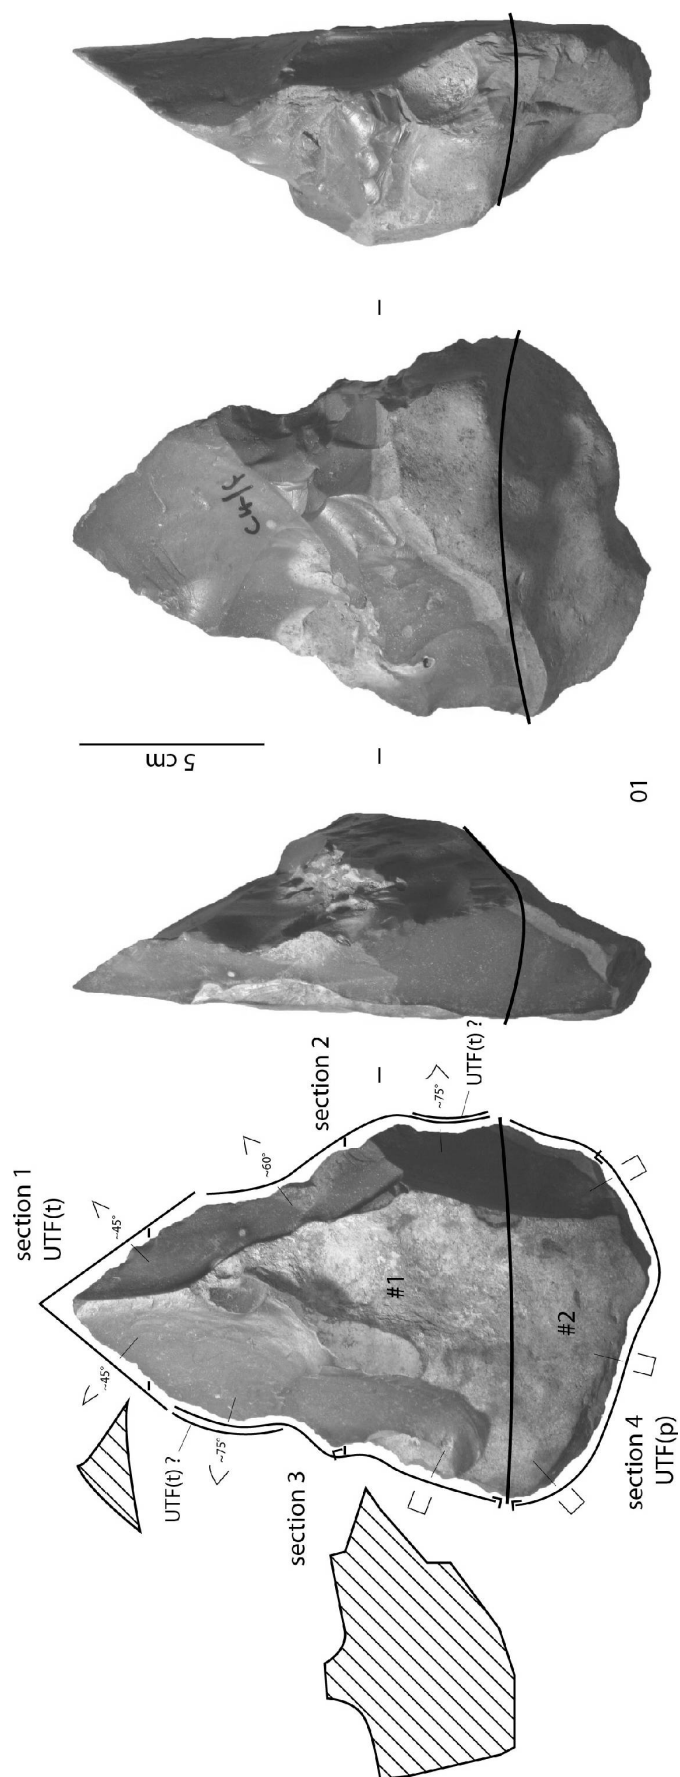 C4/F
5 cm
01
section 2
UTF(t) ?
~75°
~60°
section 1
UTF(t)
~45°
~45°
#1
#2
UTF(t) ?
~75°
section 3
section 4
UTF(p)